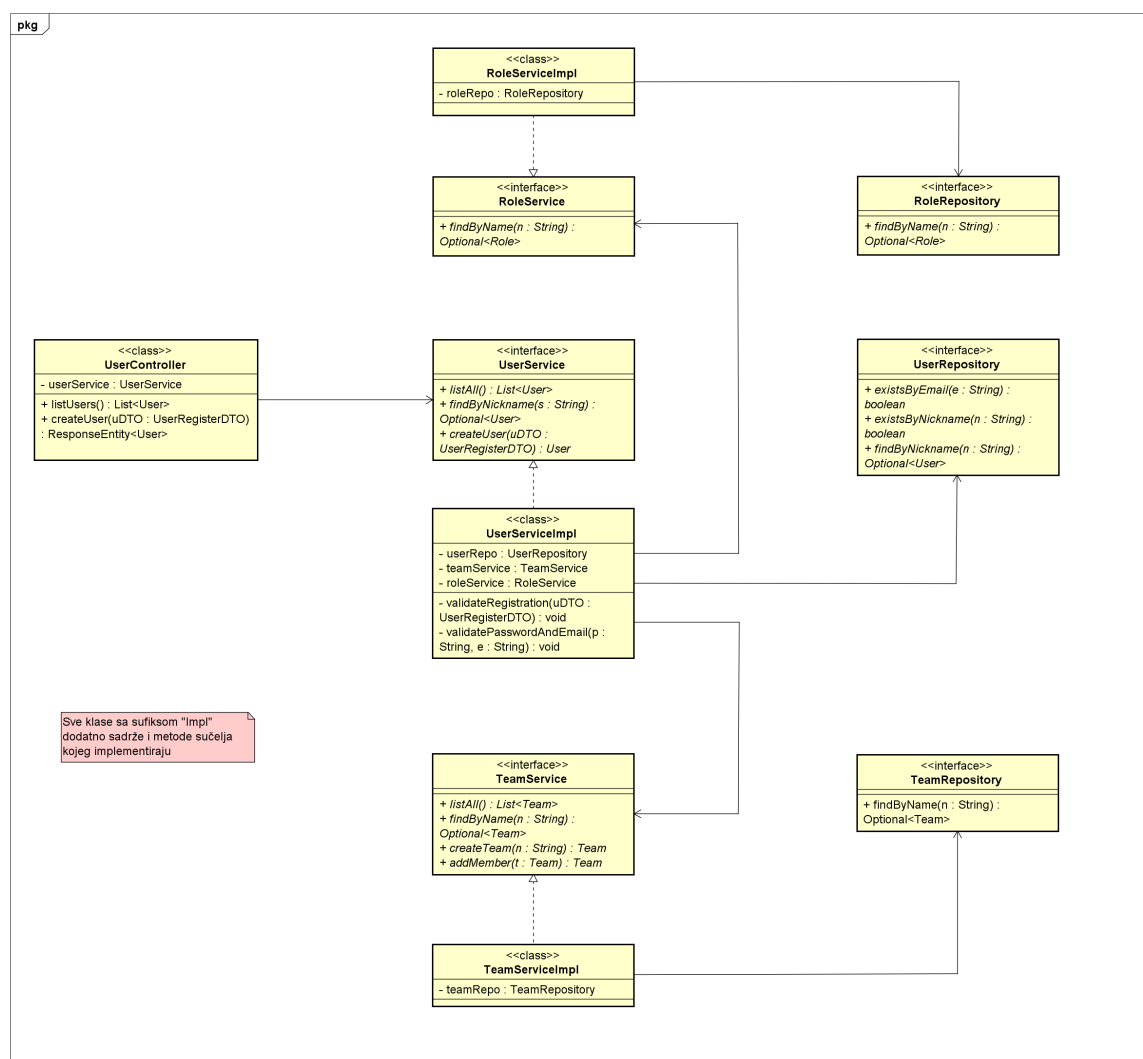 pkg
<<class>>
RoleServiceImpl
- roleRepo : RoleRepository
<<interface>>
RoleService
+ findByName(n : String) :
Optional<Role>
<<interface>>
RoleRepository
+ findByName(n : String) :
Optional<Role>
<<class>>
UserController
- userService : UserService
+ listUsers() : List<User>
+ createUser(uDTO : UserRegisterDTO)
: ResponseEntity<User>
<<interface>>
UserService
+ listAll() : List<User>
+ findByNickname(s : String) :
Optional<User>
+ createUser(uDTO :
UserRegisterDTO) : User
<<interface>>
UserRepository
+ existsByEmail(e : String) :
boolean
+ existsByNickname(n : String) :
boolean
+ findByNickname(n : String) :
Optional<User>
<<class>>
UserServiceImpl
- userRepo : UserRepository
- teamService : TeamService
- roleService : RoleService
- validateRegistration(uDTO :
UserRegisterDTO) : void
- validatePasswordAndEmail(p :
String, e : String) : void
Sve klase sa sufiksom "Impl"
dodatno sadrže i metode sučelja
kojeg implementiraju
<<interface>>
TeamService
+ listAll() : List<Team>
+ findByName(n : String) :
Optional<Team>
+ createTeam(n : String) : Team
+ addMember(t : Team) : Team
<<interface>>
TeamRepository
+ findByName(n : String) :
Optional<Team>
<<class>>
TeamServiceImpl
- teamRepo : TeamRepository